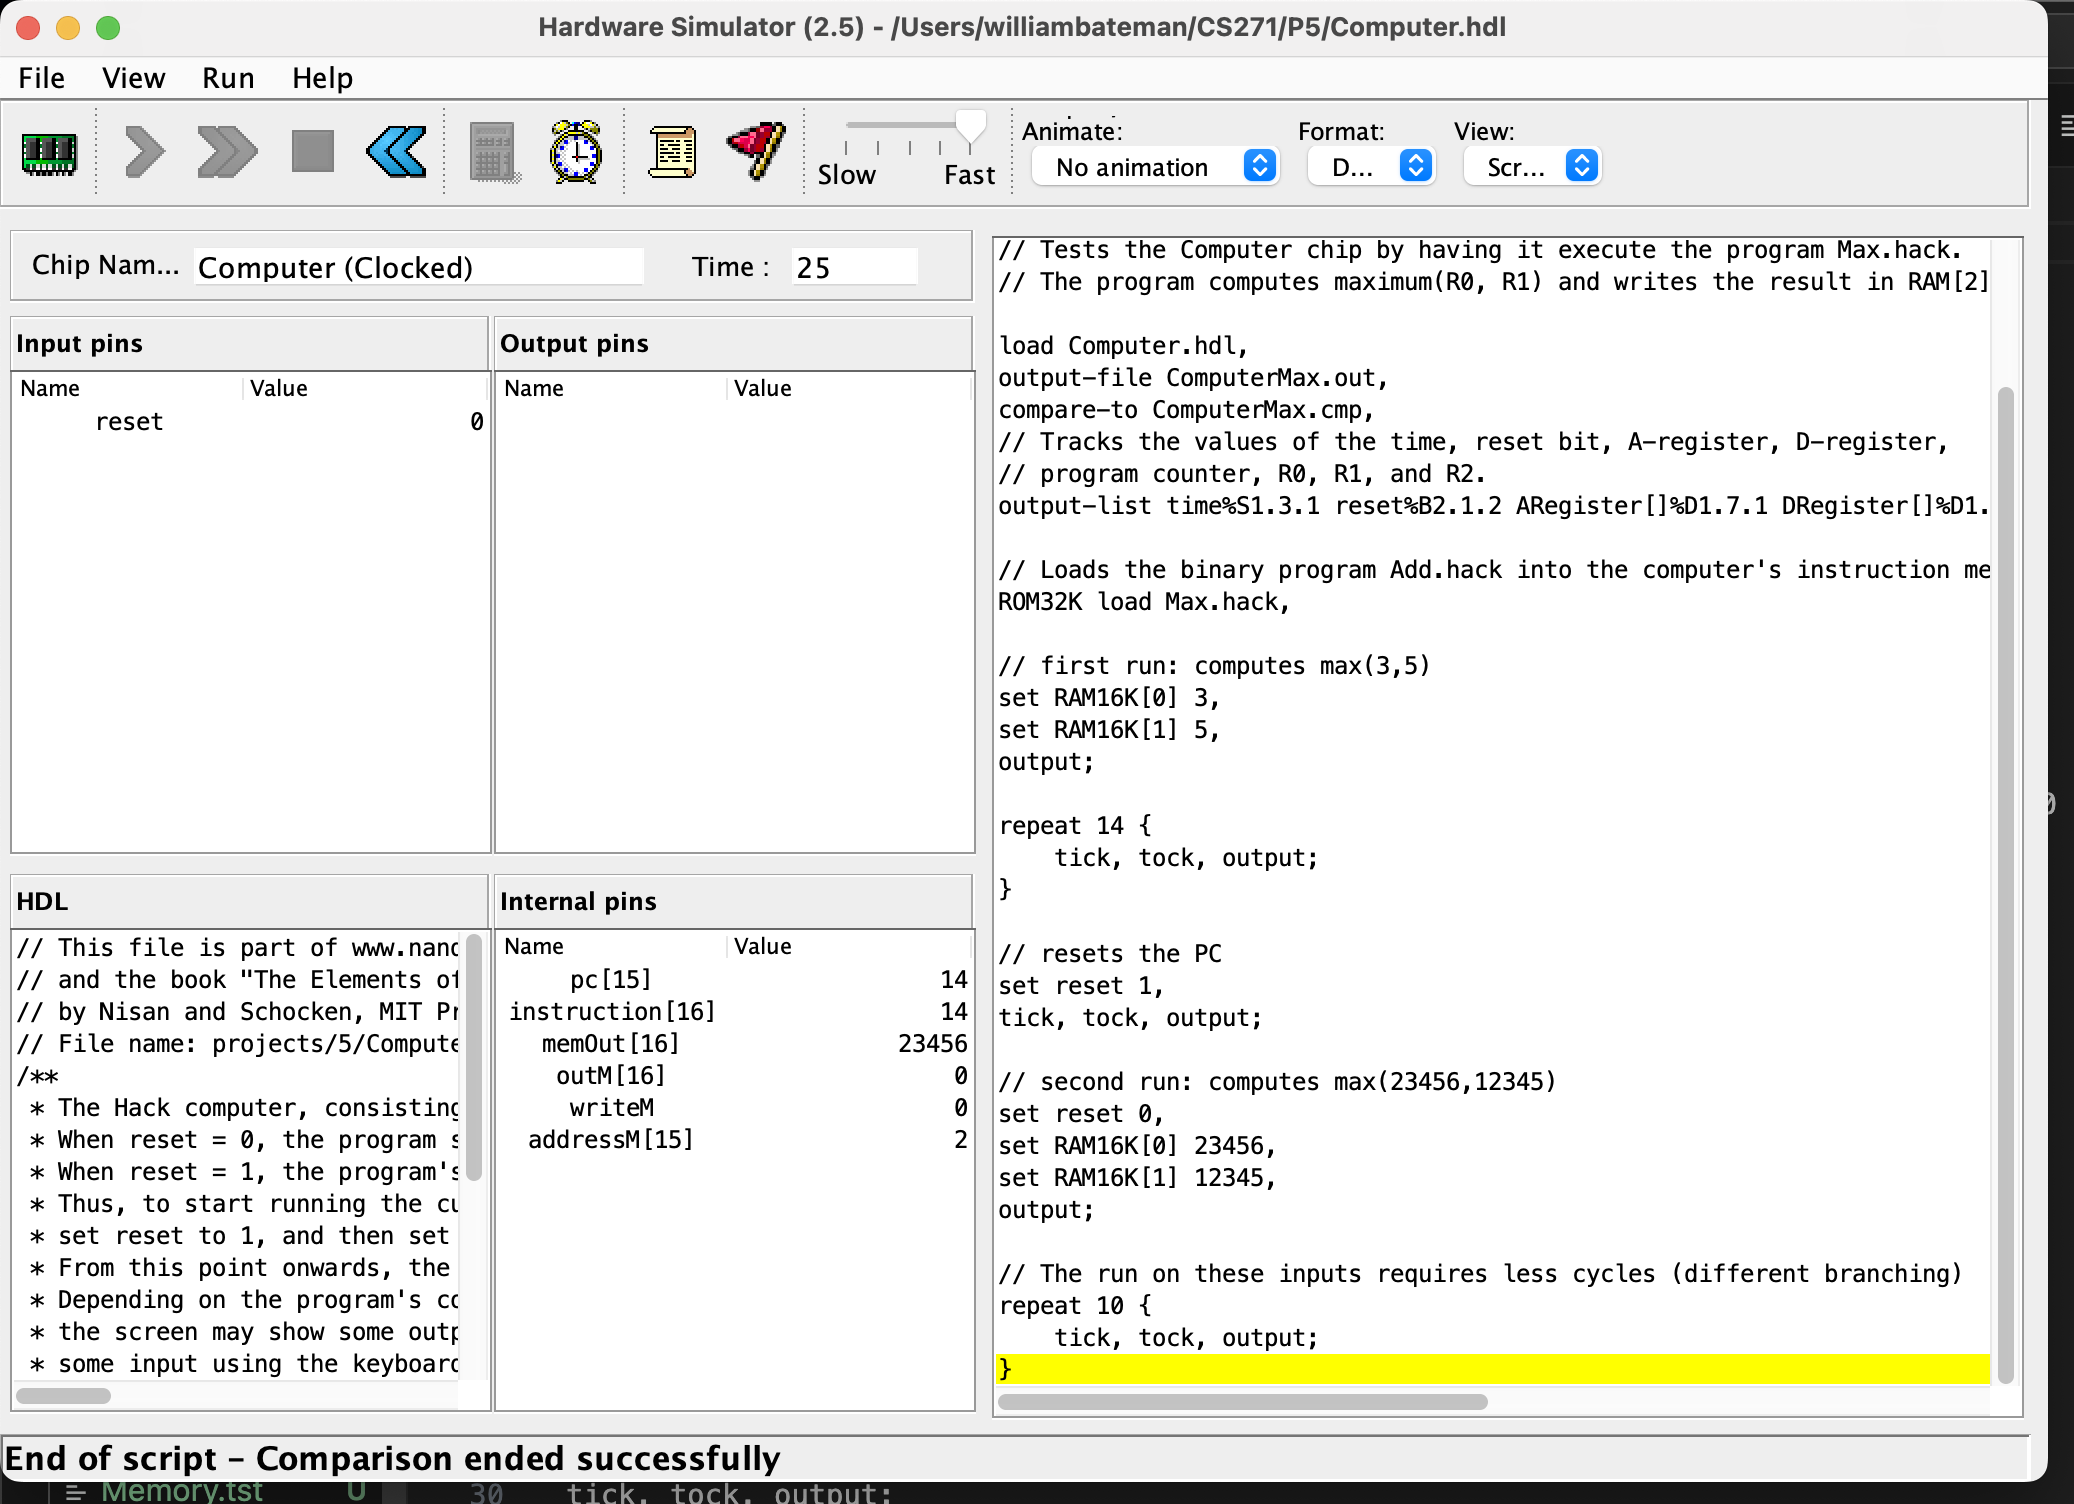 Hardware Simulator (2.5) - /Users/williambateman/CS271/P5/Computer.hdl
File View Run Help
Slow Fast
Animate: Format: View:
No animation D... Scr...
Chip Nam... Computer (Clocked) Time : 25
Input pins
Name Value
reset 0
Output pins
Name Value
HDL
// This file is part of www.nand
// and the book "The Elements of
// by Nisan and Schocken, MIT Pr
// File name: projects/5/Compute
/**
* The Hack computer, consisting
* When reset = 0, the program s
* When reset = 1, the program's
* Thus, to start running the cu
* set reset to 1, and then set
* From this point onwards, the
* Depending on the program's co
* the screen may show some outp
* some input using the keyboard
Internal pins
Name Value
pc[15] 14
instruction[16] 14
memOut[16] 23456
outM[16] 0
writeM 0
addressM[15] 2
// Tests the Computer chip by having it execute the program Max.hack.
// The program computes maximum(R0, R1) and writes the result in RAM[2]
load Computer.hdl,
output-file ComputerMax.out,
compare-to ComputerMax.cmp,
// Tracks the values of the time, reset bit, A-register, D-register,
// program counter, R0, R1, and R2.
output-list time%S1.3.1 reset%B2.1.2 ARegister[]%D1.7.1 DRegister[]%D1.
// Loads the binary program Add.hack into the computer's instruction me
ROM32K load Max.hack,
// first run: computes max(3,5)
set RAM16K[0] 3,
set RAM16K[1] 5,
output;
repeat 14 {
tick, tock, output;
}
// resets the PC
set reset 1,
tick, tock, output;
// second run: computes max(23456,12345)
set reset 0,
set RAM16K[0] 23456,
set RAM16K[1] 12345,
output;
// The run on these inputs requires less cycles (different branching)
repeat 10 {
tick, tock, output;
}
End of script - Comparison ended successfully
Memory.tst U 30 tick, tock, output;